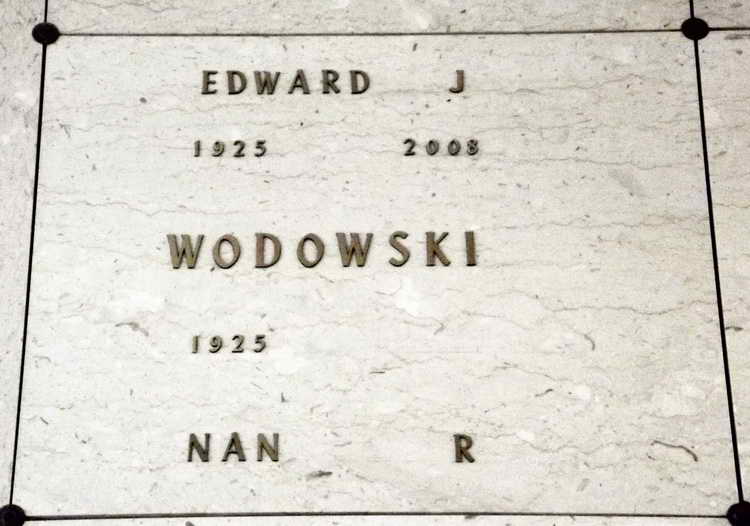 EDWARD J
1925 2008
WODOWSKI
1925
NAN R